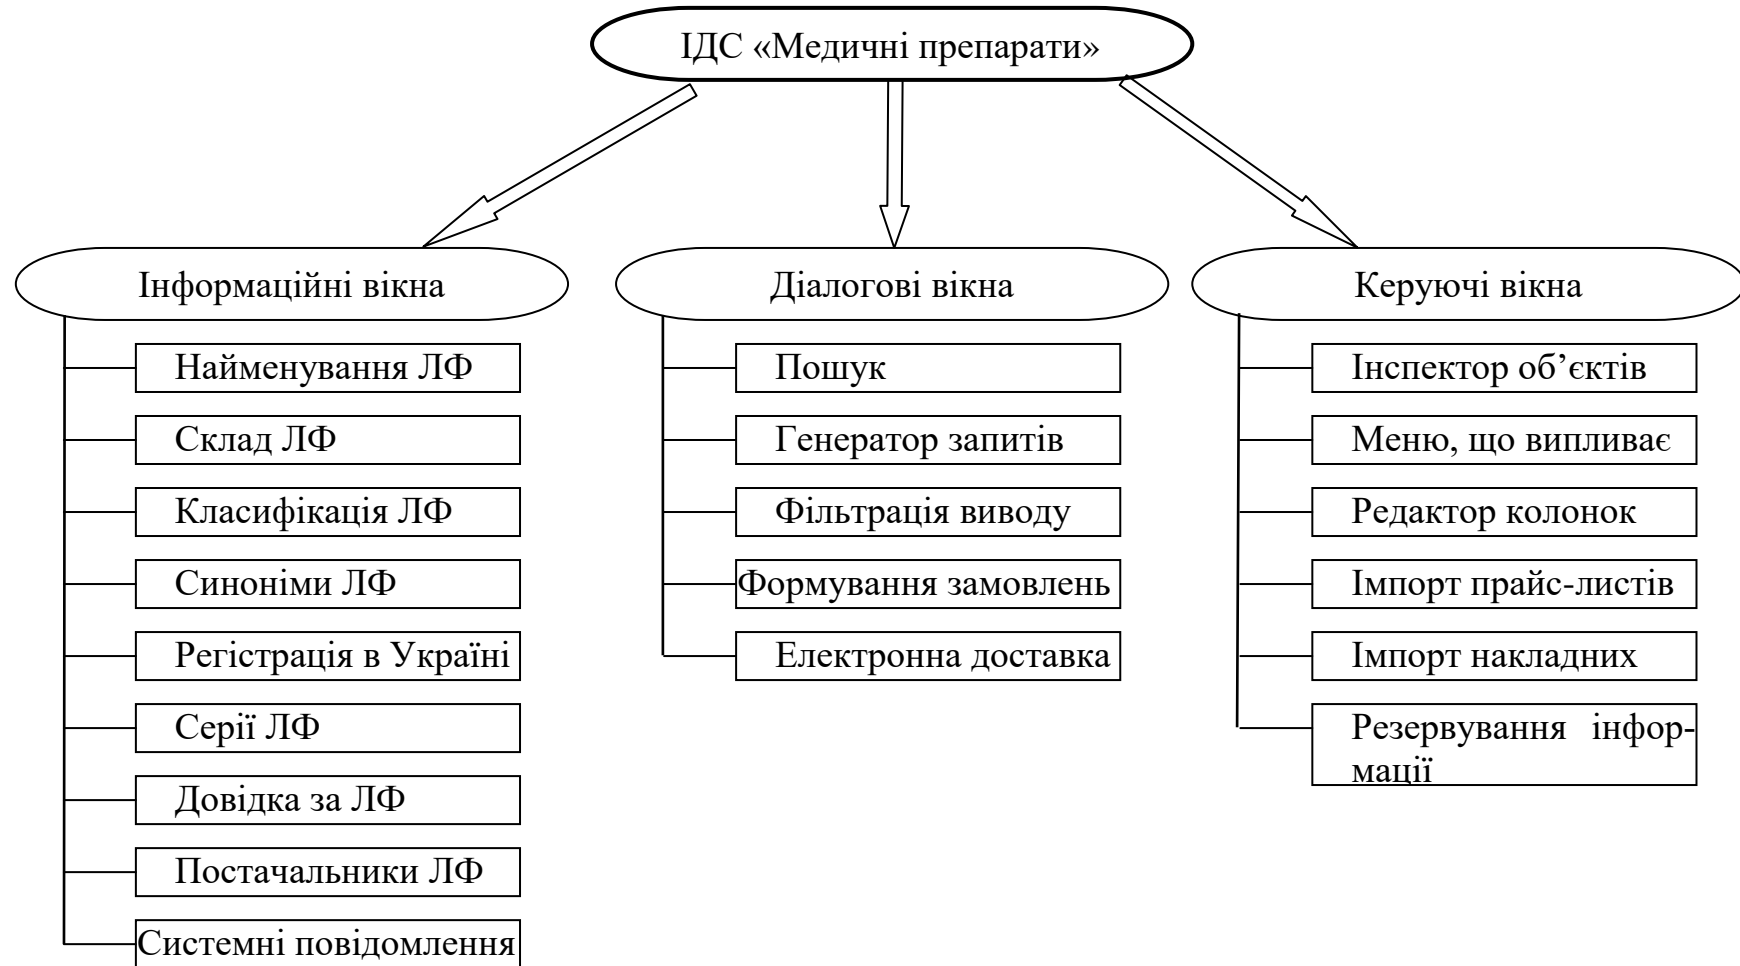 ІДС «Медичні препарати»
Інформаційні вікна
Найменування ЛФ
Склад ЛФ
Класифікація ЛФ
Синоніми ЛФ
Регістрація в Україні
Серії ЛФ
Довідка за ЛФ
Постачальники ЛФ
Системні повідомлення
Діалогові вікна
Пошук
Генератор запитів
Фільтрація виводу
Формування замовлень
Електронна доставка
Керуючі вікна
Інспектор об’єктів
Меню, що випливає
Редактор колонок
Імпорт прайс-листів
Імпорт накладних
Резервування інфор-
мації